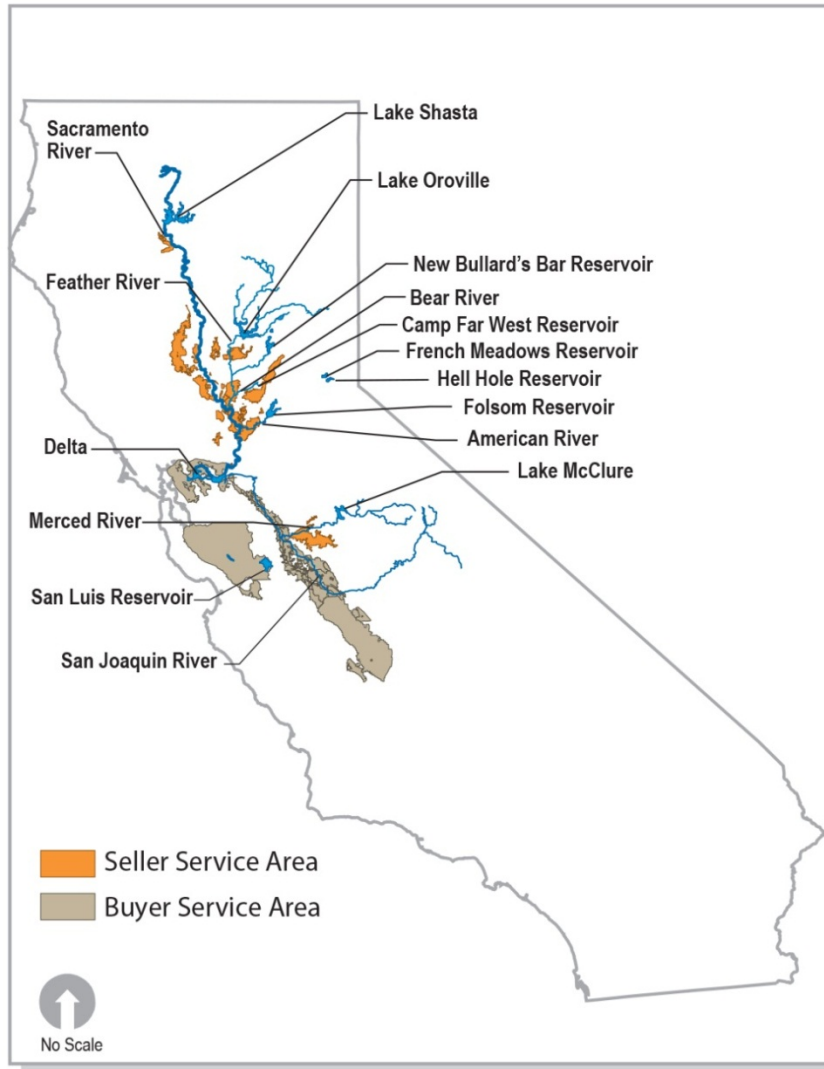 Lake Shasta
Sacramento
River
Lake Oroville
New Bullard's Bar Reservoir
Feather River
Bear River
Camp Far West Reservoir
French Meadows Reservoir
Hell Hole Reservoir
Folsom Reservoir
American River
Delta
Lake McClure
Merced River
San Luis Reservoir
San Joaquin River
Seller Service Area
Buyer Service Area
No Scale